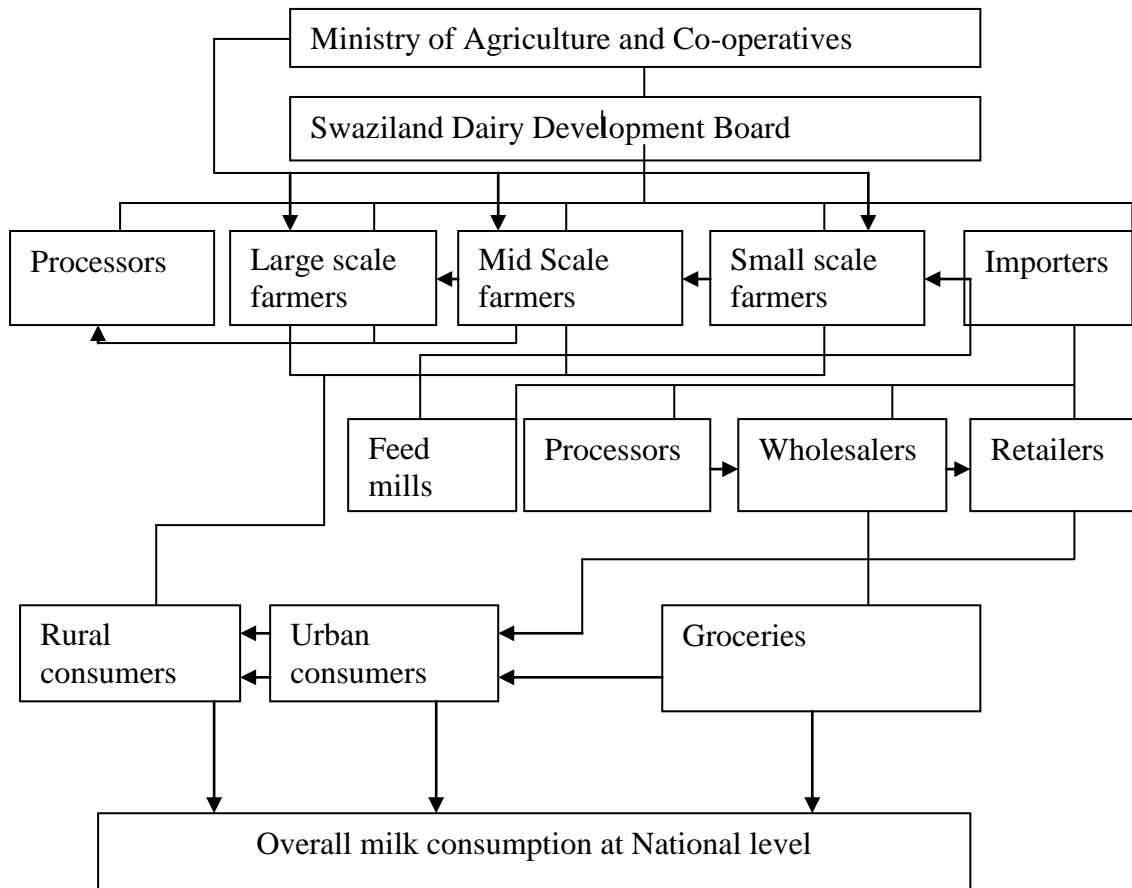 Ministry of Agriculture and Co-operatives
Swaziland Dairy Development Board
Processors
Large scale
farmers
Mid Scale
farmers
Small scale
farmers
Importers
Feed
mills
Processors
Wholesalers
Retailers
Rural
consumers
Urban
consumers
Groceries
Overall milk consumption at National level